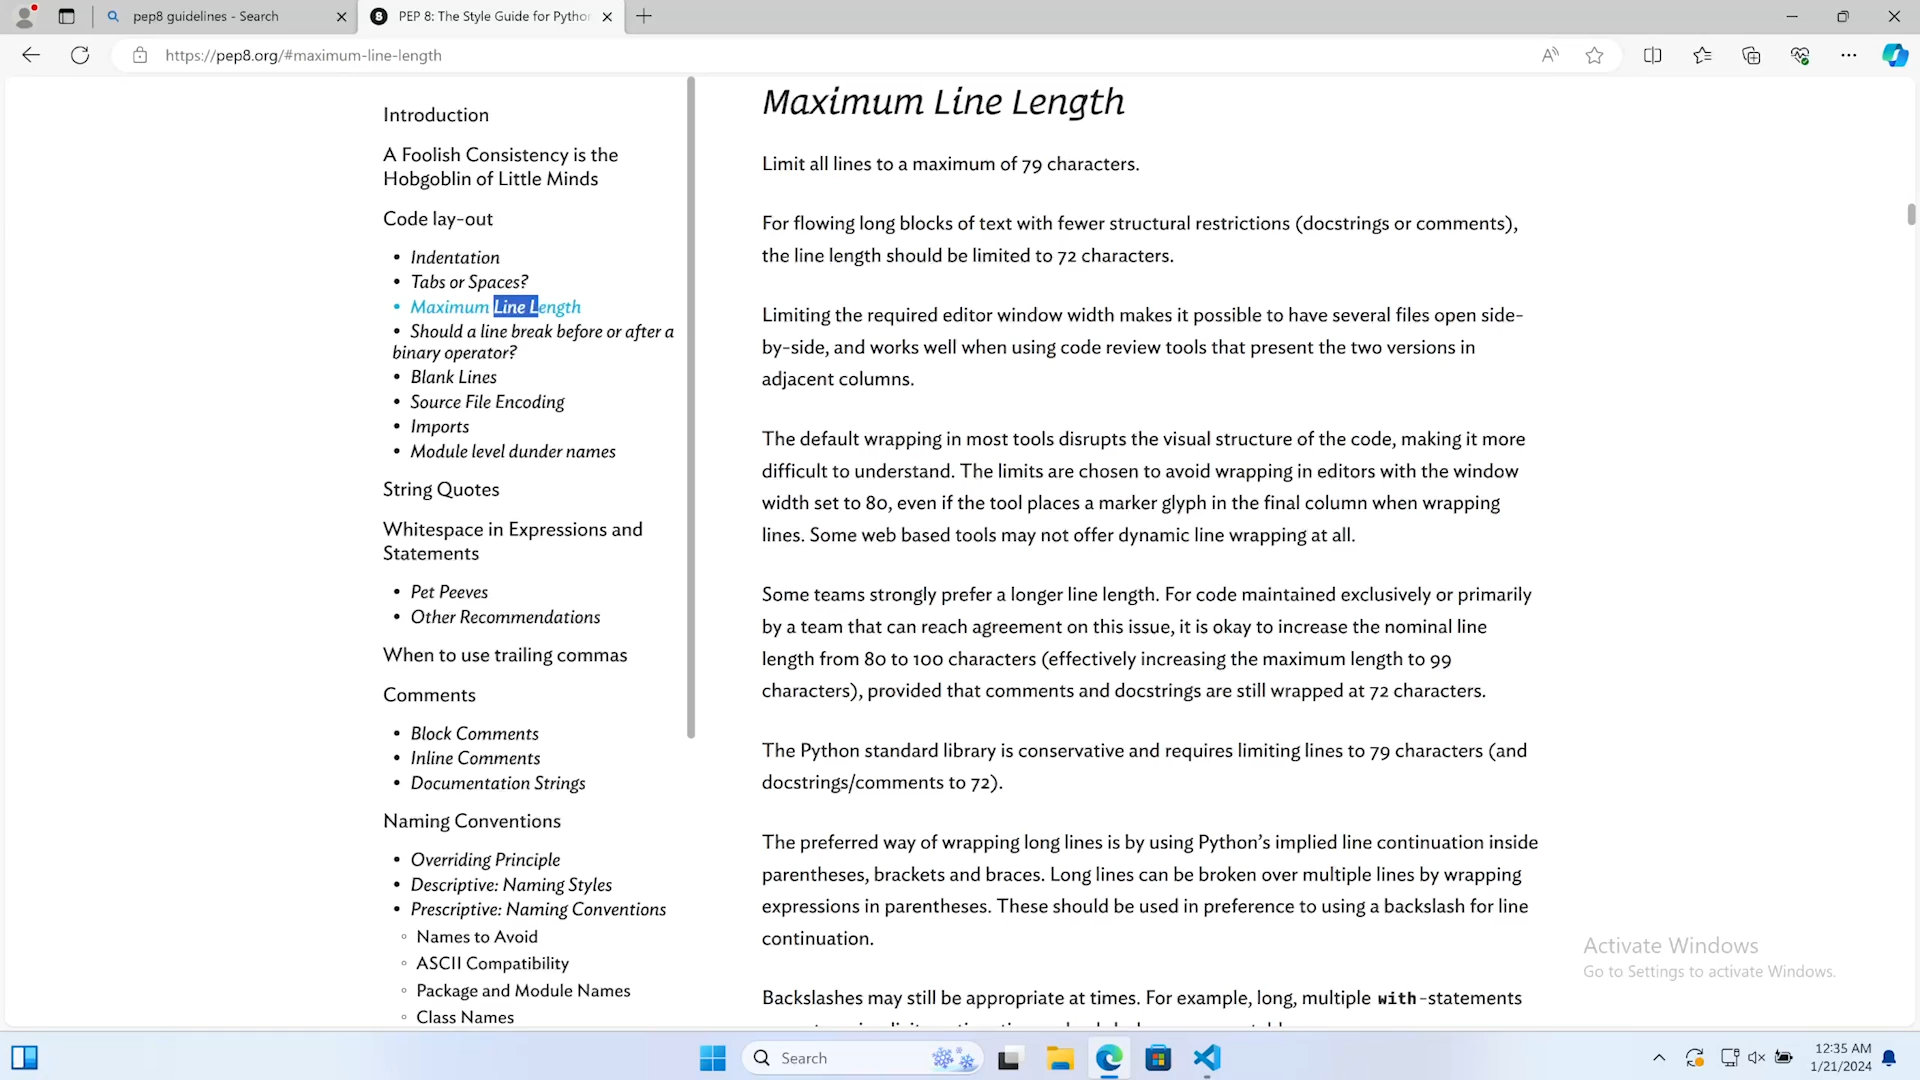 pep8 guidelines - Search
PEP 8: The Style Guide for Pytho
https://pep8.org/#maximum-line-length
Introduction
A Foolish Consistency is the
Hobgoblin of Little Minds
Code lay-out
• Indentation
• Tabs or Spaces?
• Maximum Line Length
• Should a line break before or after a
binary operator?
• Blank Lines
• Source File Encoding
• Imports
• Module level dunder names
String Quotes
Whitespace in Expressions and
Statements
• Pet Peeves
• Other Recommendations
When to use trailing commas
Comments
• Block Comments
• Inline Comments
• Documentation Strings
Naming Conventions
• Overriding Principle
• Descriptive: Naming Styles
• Prescriptive: Naming Conventions
◦ Names to Avoid
◦ ASCII Compatibility
◦ Package and Module Names
◦ Class Names
Maximum Line Length
Limit all lines to a maximum of 79 characters.
For flowing long blocks of text with fewer structural restrictions (docstrings or comments),
the line length should be limited to 72 characters.
Limiting the required editor window width makes it possible to have several files open side-
by-side, and works well when using code review tools that present the two versions in
adjacent columns.
The default wrapping in most tools disrupts the visual structure of the code, making it more
difficult to understand. The limits are chosen to avoid wrapping in editors with the window
width set to 80, even if the tool places a marker glyph in the final column when wrapping
lines. Some web based tools may not offer dynamic line wrapping at all.
Some teams strongly prefer a longer line length. For code maintained exclusively or primarily
by a team that can reach agreement on this issue, it is okay to increase the nominal line
length from 80 to 100 characters (effectively increasing the maximum length to 99
characters), provided that comments and docstrings are still wrapped at 72 characters.
The Python standard library is conservative and requires limiting lines to 79 characters (and
docstrings/comments to 72).
The preferred way of wrapping long lines is by using Python's implied line continuation inside
parentheses, brackets and braces. Long lines can be broken over multiple lines by wrapping
expressions in parentheses. These should be used in preference to using a backslash for line
continuation.
Backslashes may still be appropriate at times. For example, long, multiple with-statements
Activate Windows
Go to Settings to activate Windows.
Search
12:35 AM
1/21/2024